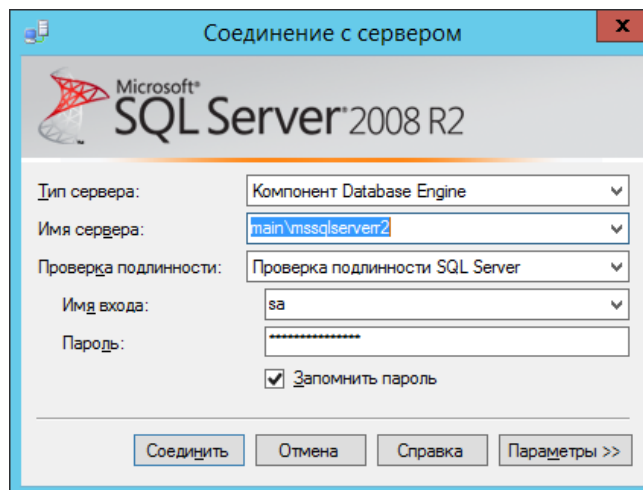 Соединение с сервером
x
Microsoft®
SQL Server® 2008 R2
Тип сервера: Компонент Database Engine
Имя сервера: main\mssqlserverr2
Проверка подлинности: Проверка подлинности SQL Server
Имя входа: sa
Пароль: ***************
Запомнить пароль
Соединить Отмена Справка Параметры >>